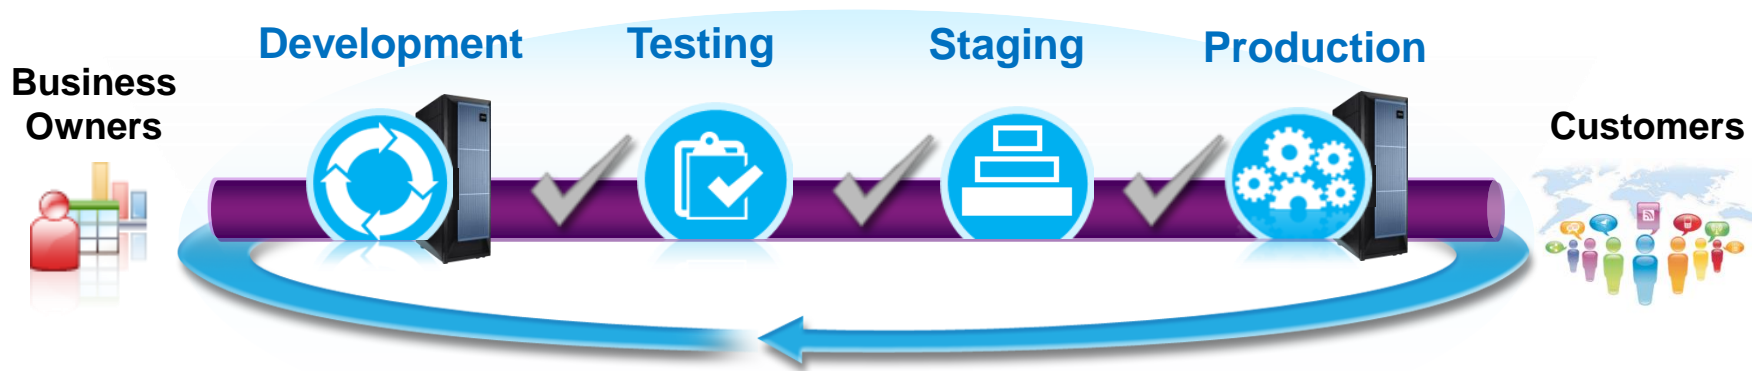 Development
Testing
Staging
Production
Business
Owners
Customers